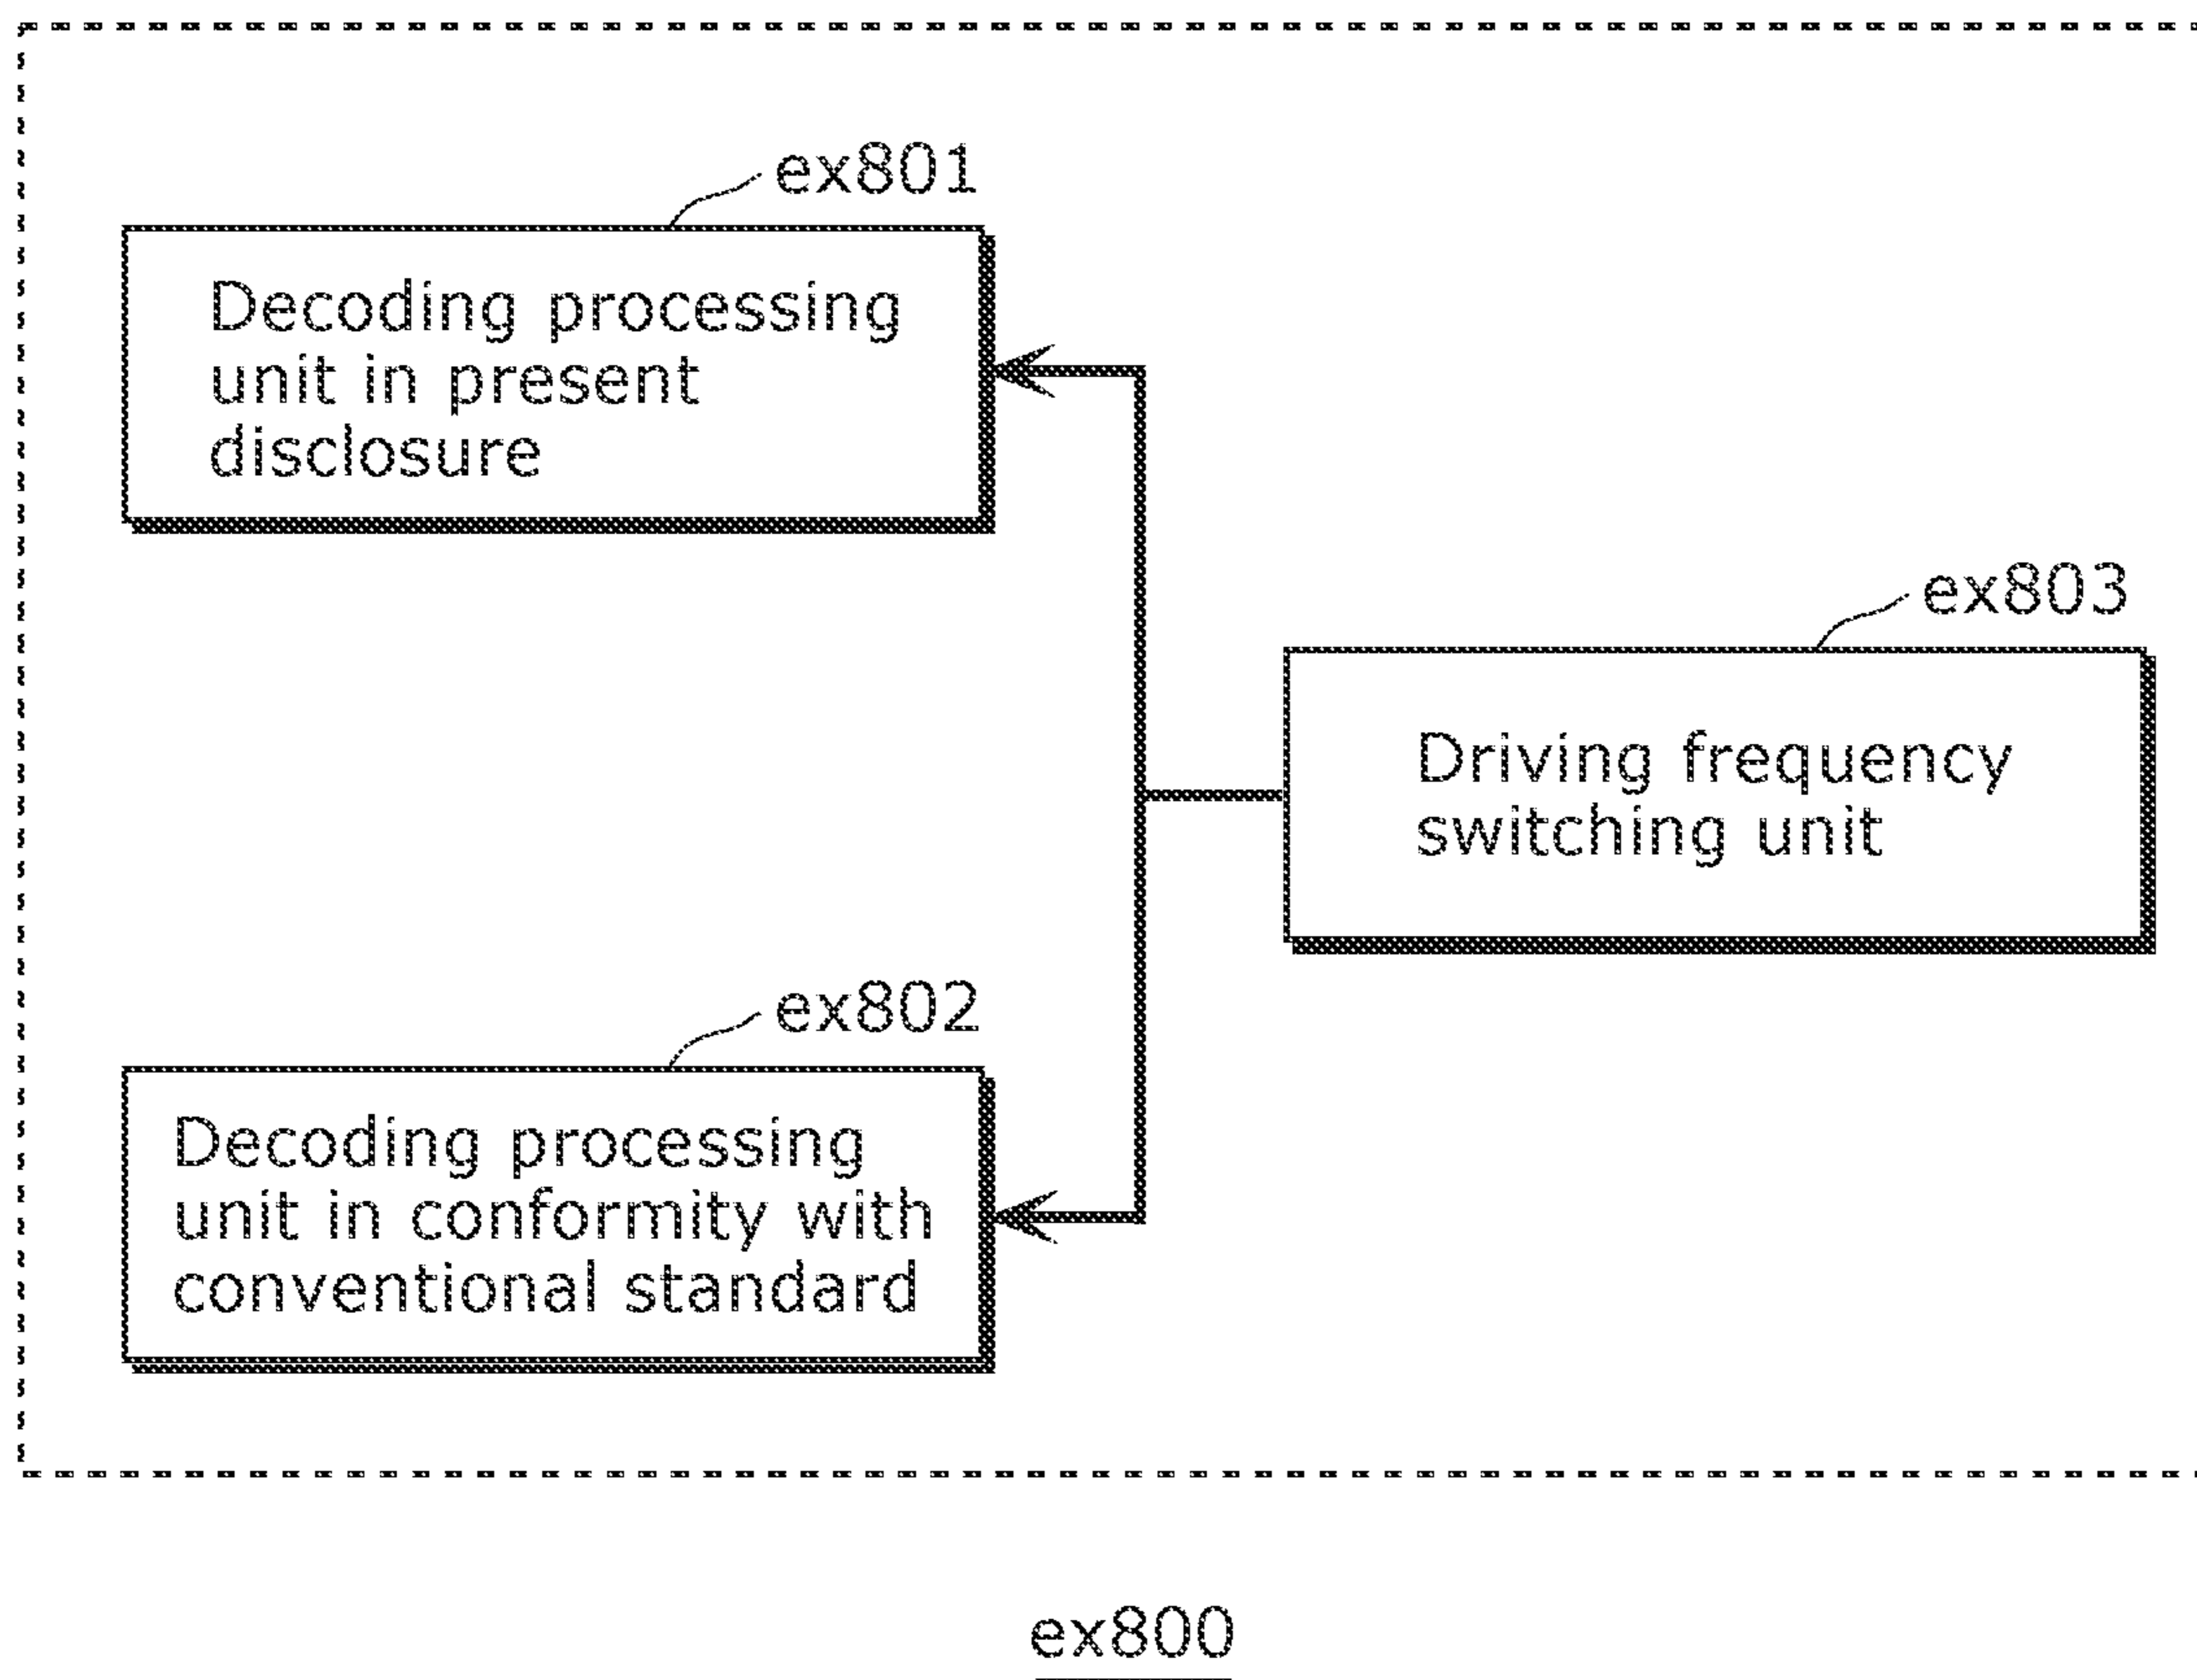 ex801
Decoding processing
unit in present
disclosure
ex803
Driving frequency
switching unit
ex802
Decoding processing
unit in conformity with
conventional standard
ex800